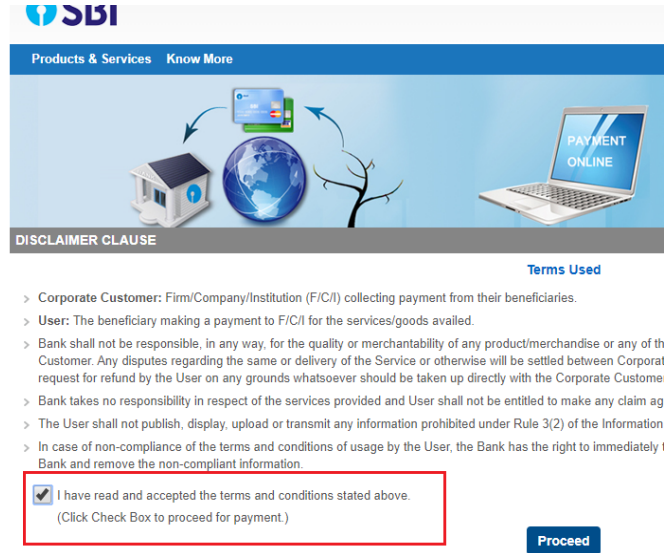 SBI
Products & Services Know More
SBI
PAYMENT
ONLINE
DISCLAIMER CLAUSE
Terms Used
Corporate Customer: Firm/Company/Institution (F/C/I) collecting payment from their beneficiaries.
User: The beneficiary making a payment to F/C/I for the services/goods availed.
Bank shall not be responsible, in any way, for the quality or merchantability of any product/merchandise or any of th
Customer. Any disputes regarding the same or delivery of the Service or otherwise will be settled between Corporat
request for refund by the User on any grounds whatsoever should be taken up directly with the Corporate Custome
Bank takes no responsibility in respect of the services provided and User shall not be entitled to make any claim ag
The User shall not publish, display, upload or transmit any information prohibited under Rule 3(2) of the Information
In case of non-compliance of the terms and conditions of usage by the User, the Bank has the right to immediately t
Bank and remove the non-compliant information.
I have read and accepted the terms and conditions stated above.
(Click Check Box to proceed for payment.)
Proceed